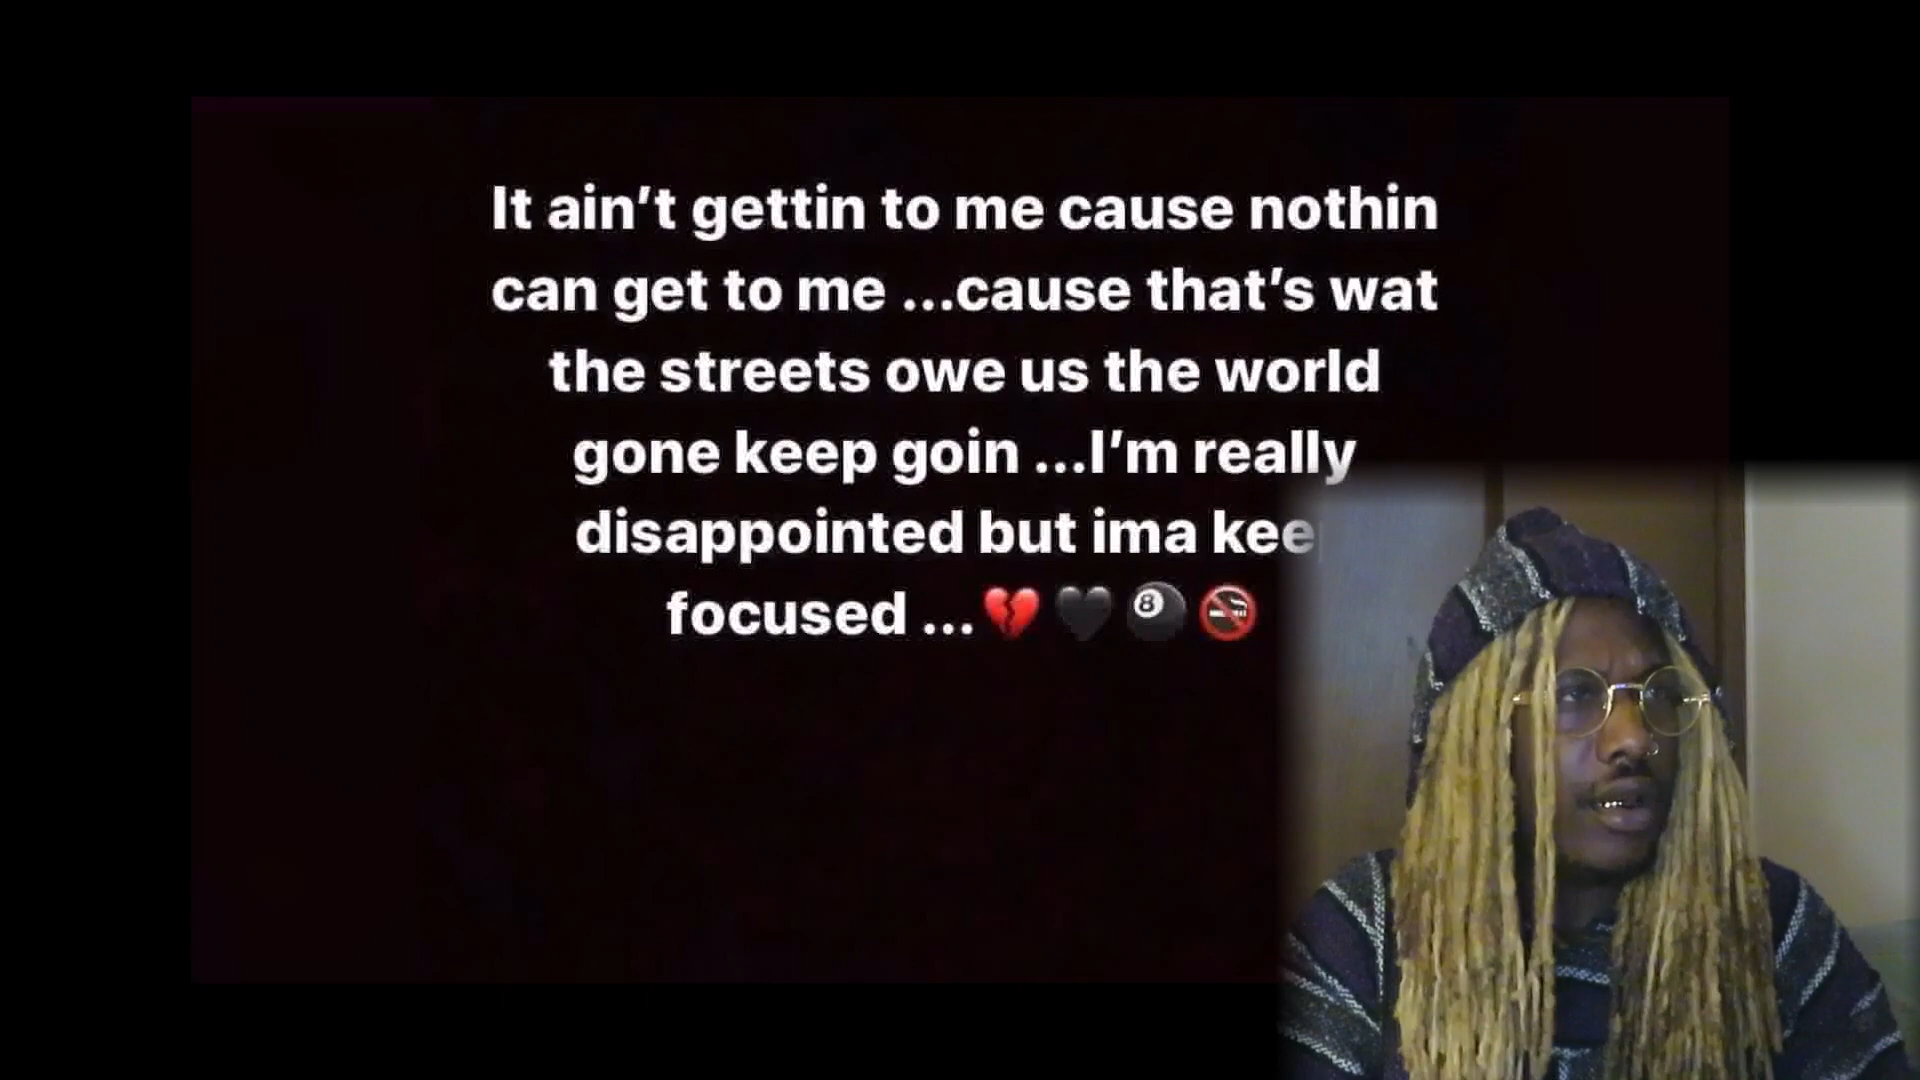 It ain’t gettin to me cause nothin
can get to me ...cause that’s wat
the streets owe us the world
gone keep goin ...I’m really
disappointed but ima kee
focused ...💔🖤🎱🚭